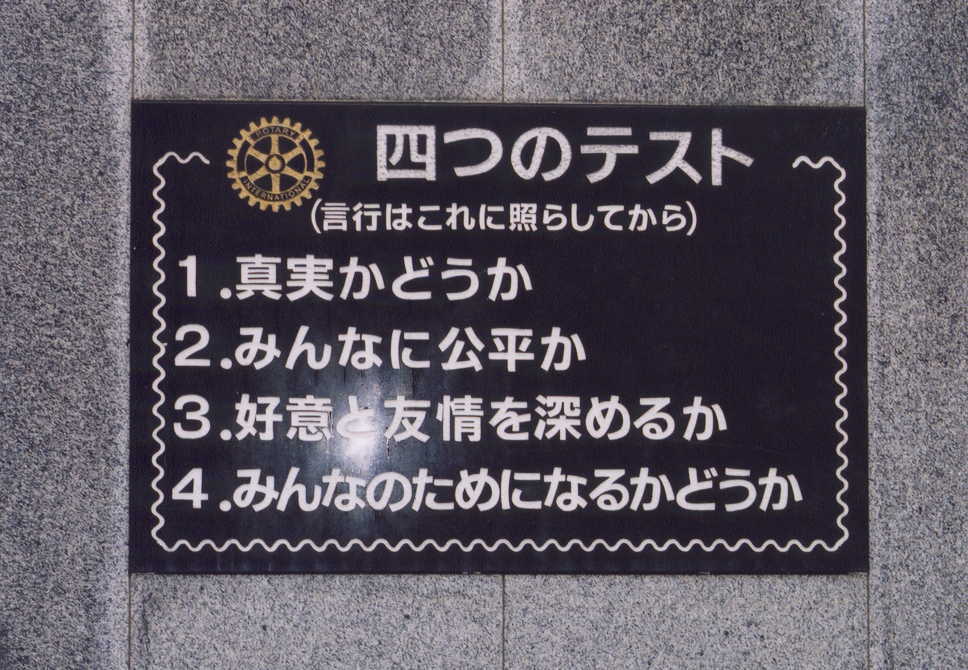 ROTARY
INTERNATIONAL
四つのテスト
(言行はこれに照らしてから)
1.真実かどうか
2.みんなに公平か
3.好意と友情を深めるか
4.みんなのためになるかどうか